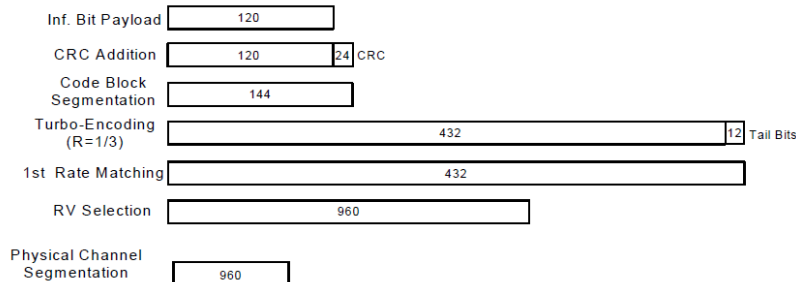 Inf. Bit Payload 120
CRC Addition 120 24 CRC
Code Block
Segmentation 144
Turbo-Encoding
(R=1/3) 432 12 Tail Bits
1st Rate Matching 432
RV Selection 960
Physical Channel
Segmentation 960